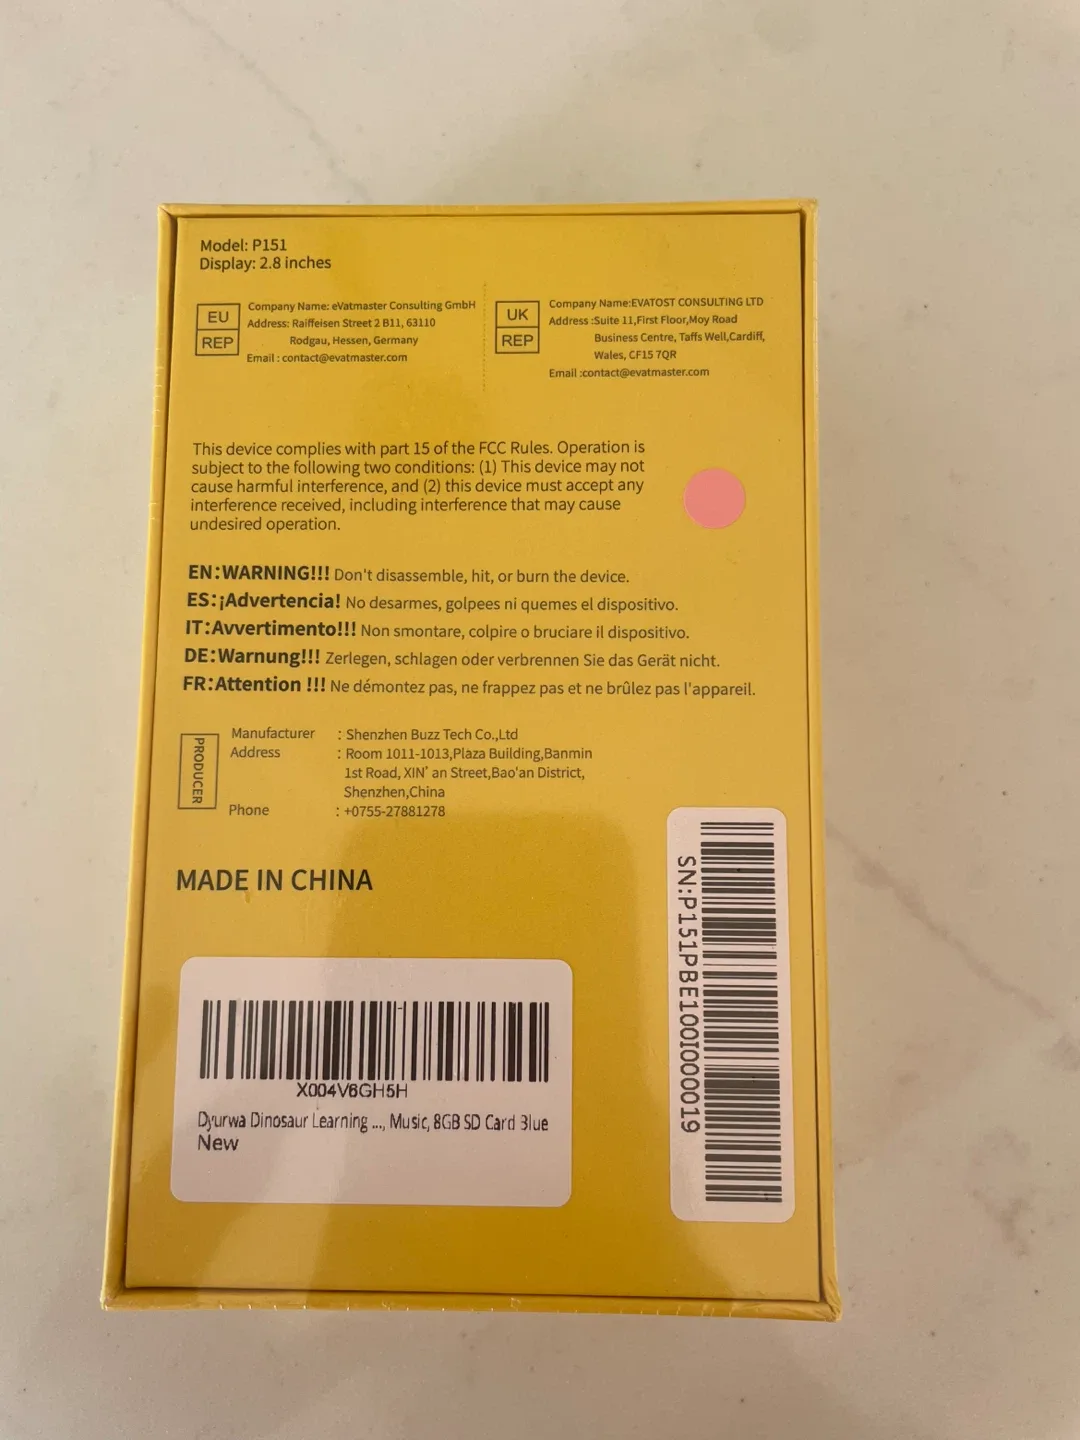 Model: P151
Display: 2.8 inches
EU
REP
Company Name: eVatmaster Consulting GmbH
Address: Raiffeisen Street 2 B11, 63110
Rodgau, Hessen, Germany
Email : contact@evatmaster.com
UK
REP
Company Name:EVATOST CONSULTING LTD
Address :Suite 11,First Floor,Moy Road
Business Centre, Taffs Well,Cardiff,
Wales, CF15 7QR
Email :contact@evatmaster.com
This device complies with part 15 of the FCC Rules. Operation is
subject to the following two conditions: (1) This device may not
cause harmful interference, and (2) this device must accept any
interference received, including interference that may cause
undesired operation.
EN:WARNING!!! Don't disassemble, hit, or burn the device.
ES:¡Advertencia! No desarmes, golpees ni quemes el dispositivo.
IT:Avvertimento!!! Non smontare, colpire o bruciare il dispositivo.
DE:Warnung!!! Zerlegen, schlagen oder verbrennen Sie das Gerät nicht.
FR:Attention !!! Ne démontez pas, ne frappez pas et ne brûlez pas l'appareil.
PRODUCER
Manufacturer : Shenzhen Buzz Tech Co.,Ltd
Address : Room 1011-1013,Plaza Building,Banmin
1st Road, XIN' an Street,Bao'an District,
Shenzhen,China
Phone : +0755-27881278
MADE IN CHINA
SN:P151PBE100I000019
X004V6GH5H
Dyurwa Dinosaur Learning ..., Music, 8GB SD Card Blue
New